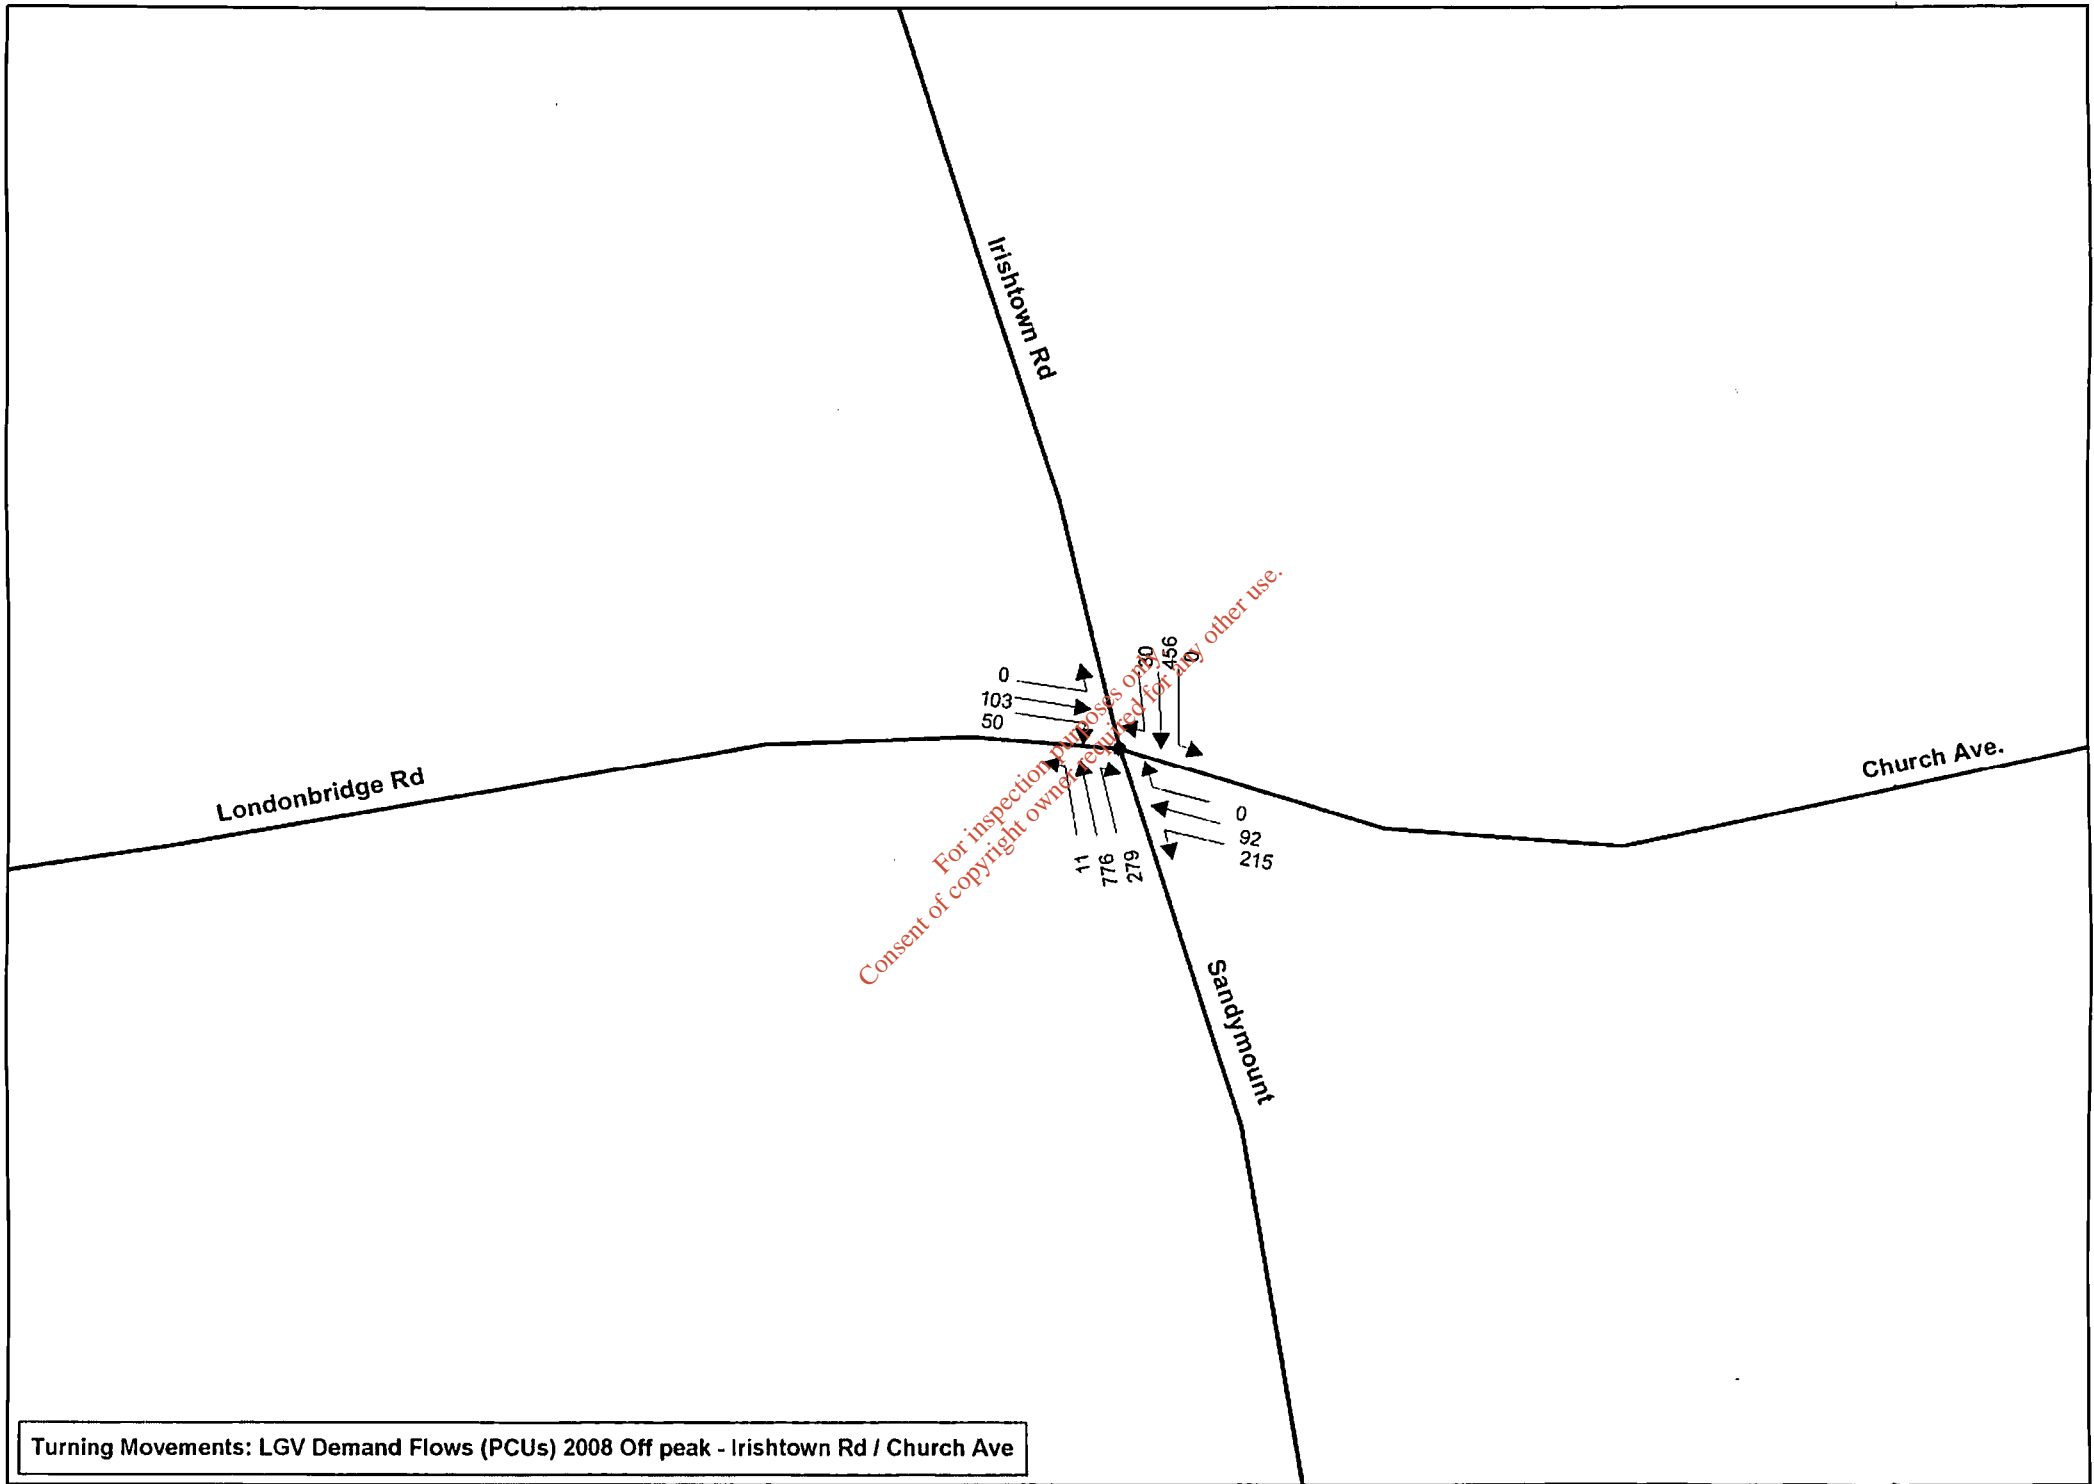 Irishtown Rd
456
0
0
103
50
Londonbridge Rd
Church Ave.
0
92
215
11
776
279
Sandymount
For inspection purposes only.
Consent of copyright owner required for any other use.
Turning Movements: LGV Demand Flows (PCUs) 2008 Off peak - Irishtown Rd / Church Ave